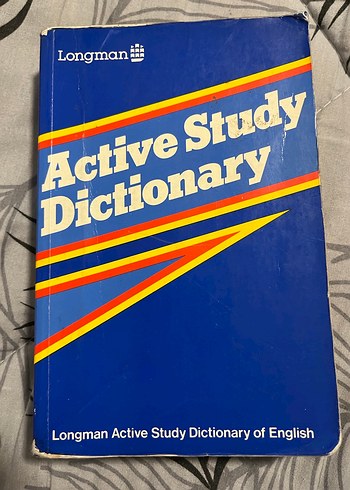 Longman
Active Study
Dictionary
Longman Active Study Dictionary of English